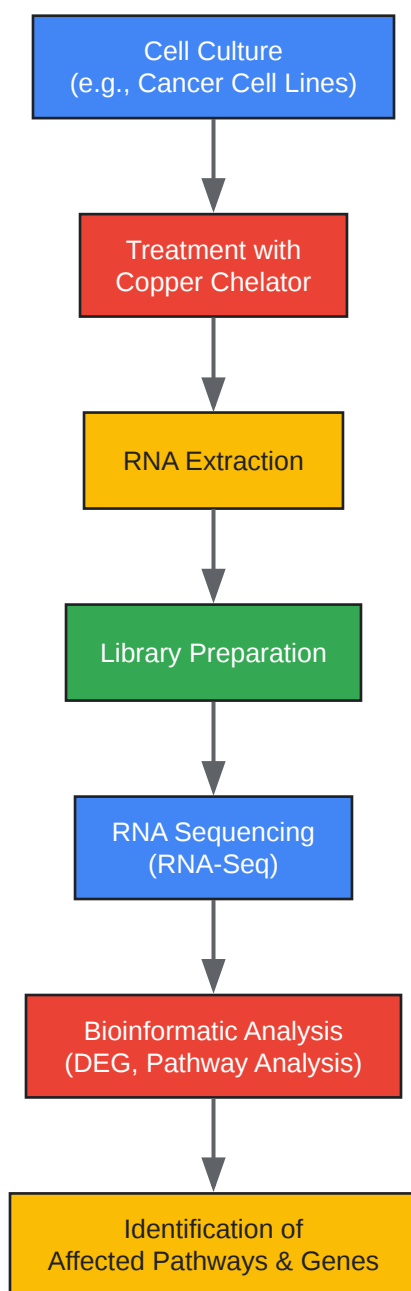 Cell Culture
(e.g., Cancer Cell Lines)
Treatment with
Copper Chelator
RNA Extraction
Library Preparation
RNA Sequencing
(RNA-Seq)
Bioinformatic Analysis
(DEG, Pathway Analysis)
Identification of
Affected Pathways & Genes